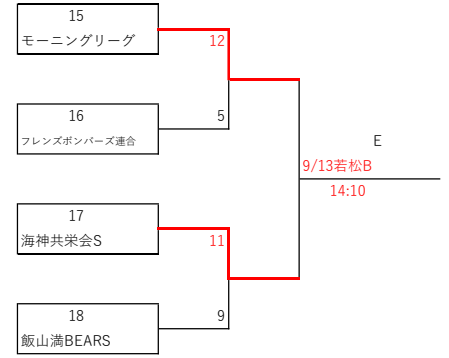 15
モーニングリーグ
12
16
フレンズボンバーズ連合
5
E
9/13若松B
14:10
17
海神共栄会S
11
18
飯山満BEARS
9